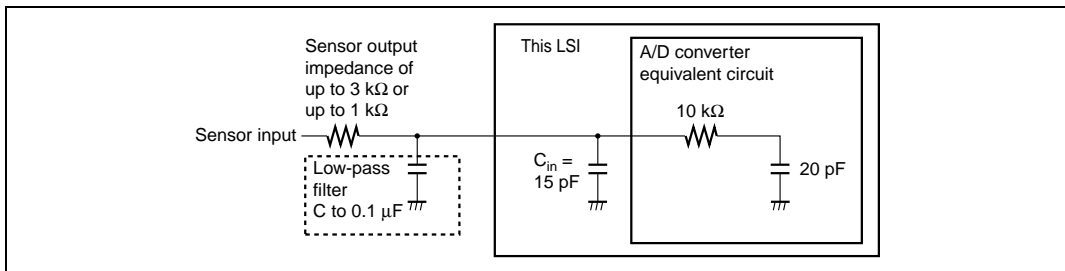 Sensor output
impedance of
up to 3 kΩ or
up to 1 kΩ
This LSI
A/D converter
equivalent circuit
10 kΩ
Sensor input
Low-pass
filter
C to 0.1 μF
Cin =
15 pF
20 pF